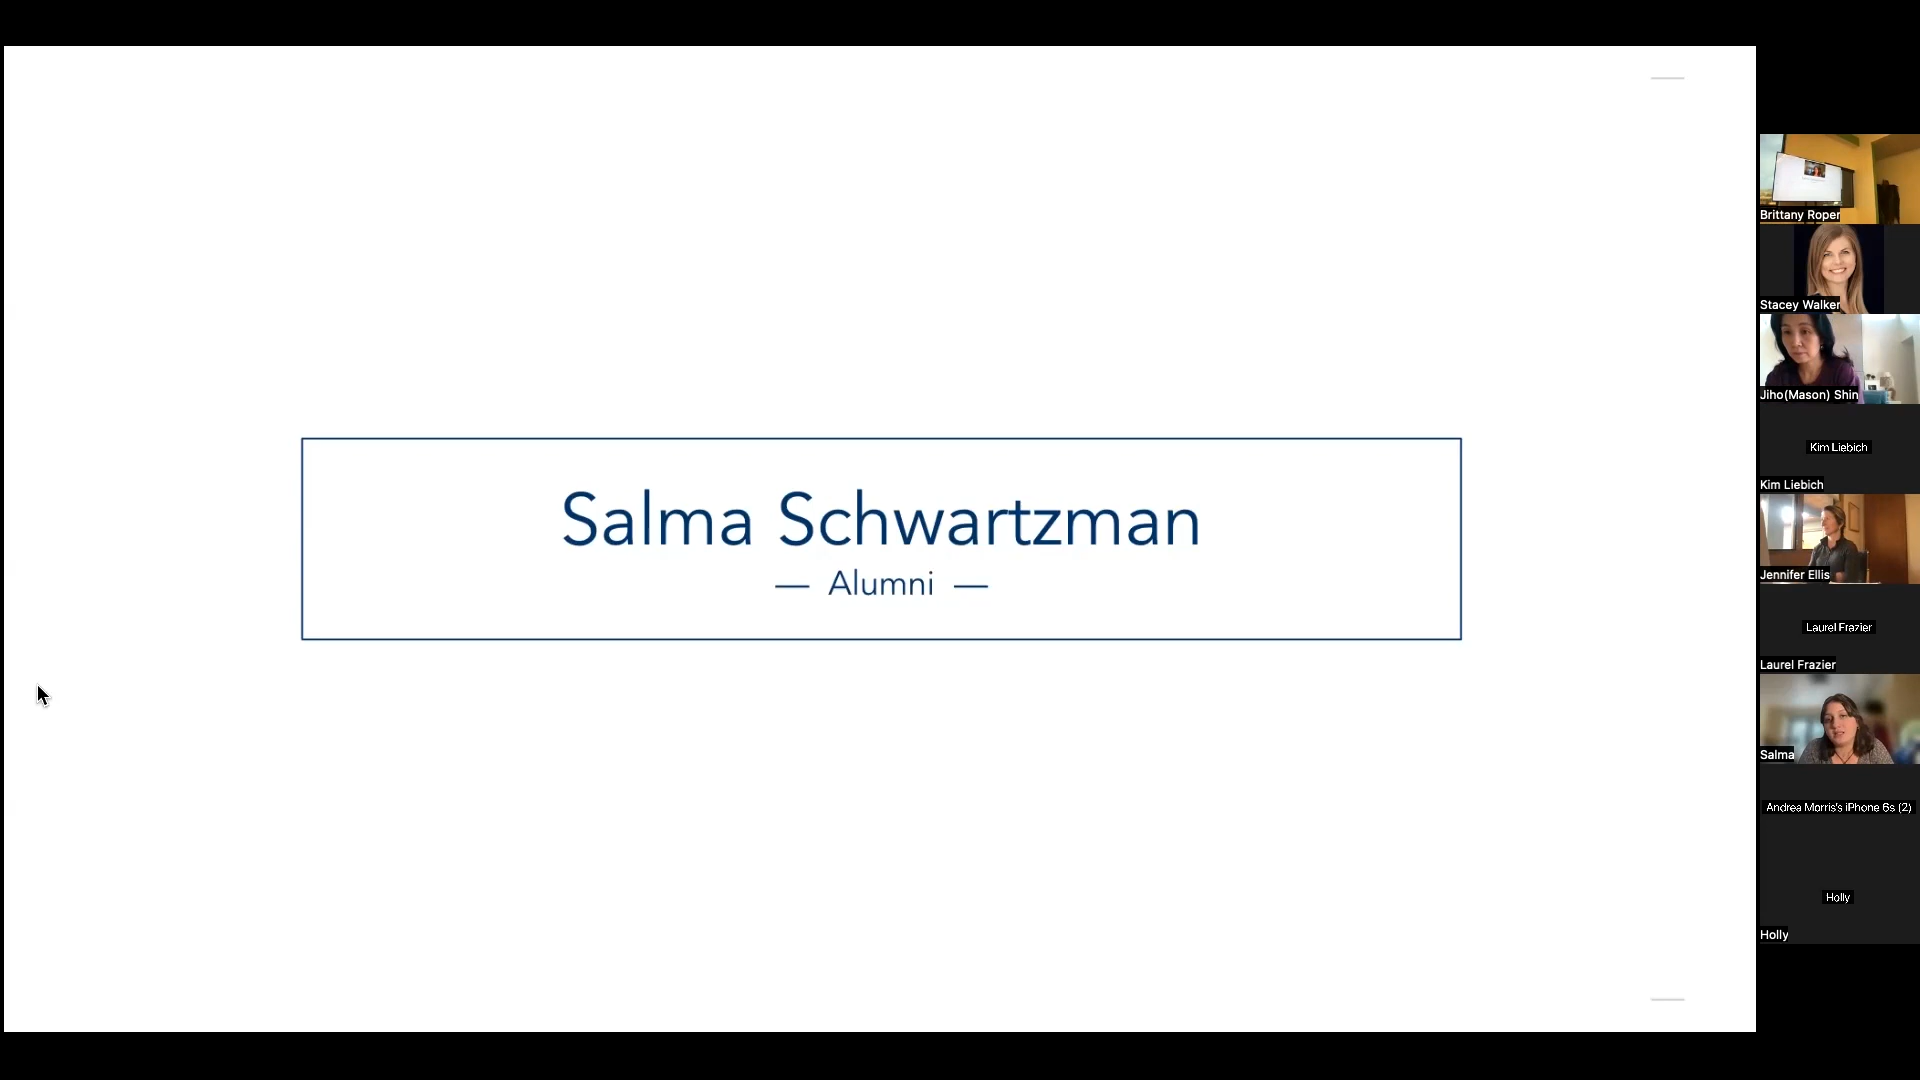 Salma Schwartzman
— Alumni —
Brittany Roper
Stacey Walker
Jiho(Mason) Shin
Kim Liebich
Kim Liebich
Jennifer Ellis
Laurel Frazier
Laurel Frazier
Salma
Andrea Morris's iPhone 6s (2)
Holly
Holly